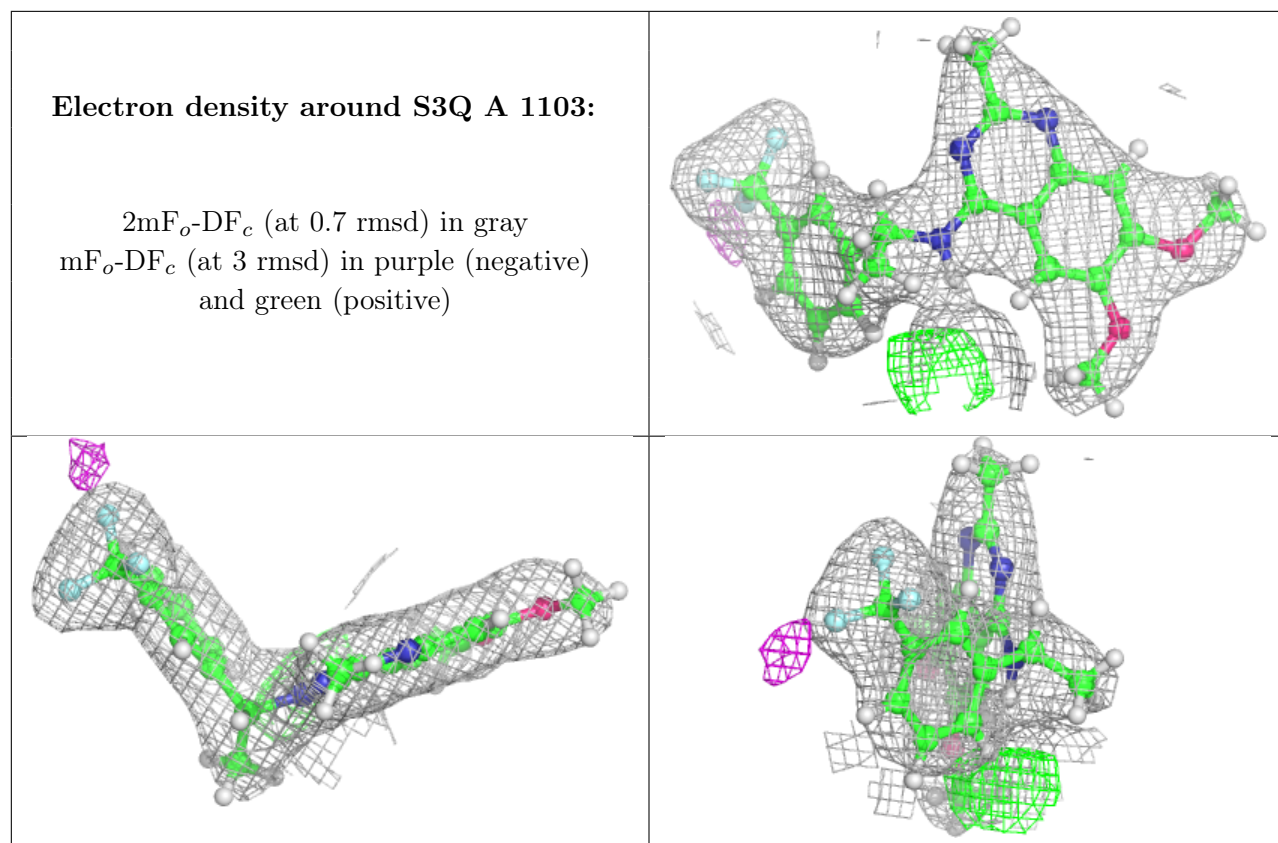 Electron density around S3Q A 1103:
2mFo-DFc (at 0.7 rmsd) in gray
mFo-DFc (at 3 rmsd) in purple (negative)
and green (positive)